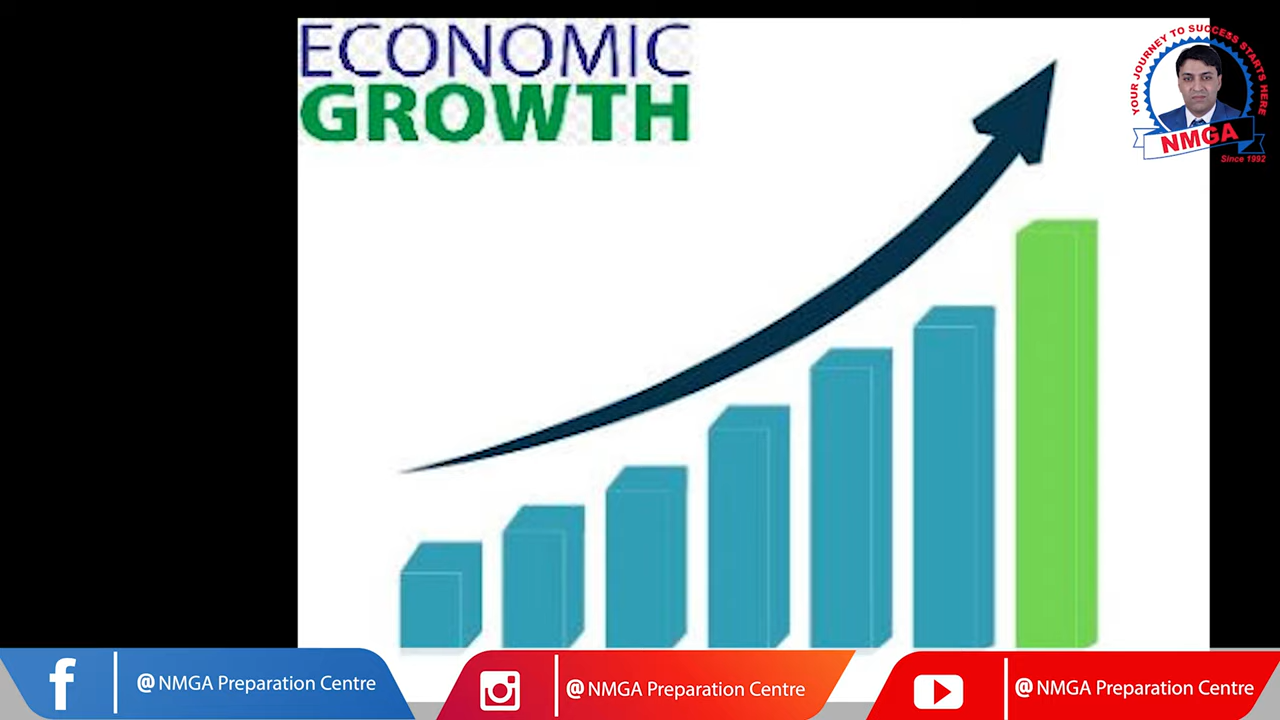 ECONOMIC
GROWTH
YOUR JOURNEY TO SUCCESS STARTS HERE
NMGA
Since 1992
f
@NMGA Preparation Centre
@NMGA Preparation Centre
@NMGA Preparation Centre